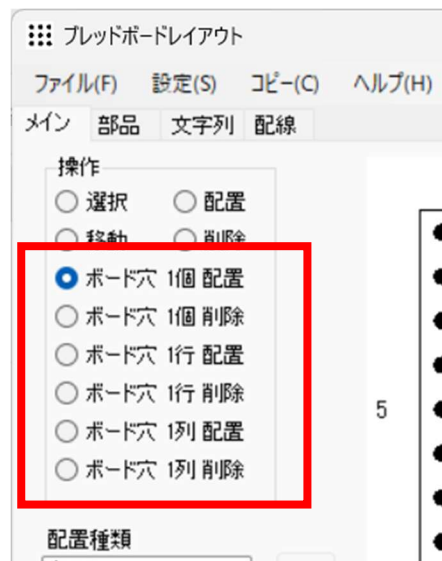 ブレッドボードレイアウト
ファイル(F) 設定(S) コピー(C) ヘルプ(H)
メイン 部品 文字列 配線
操作
選択 配置
移動 削除
ボード穴 1個 配置
ボード穴 1個 削除
ボード穴 1行 配置
ボード穴 1行 削除
ボード穴 1列 配置
ボード穴 1列 削除
5
配置種類